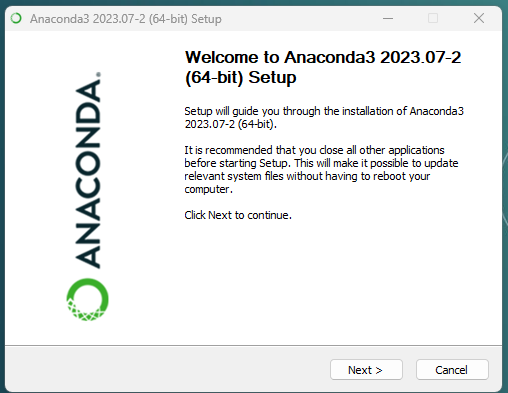 Anaconda3 2023.07-2 (64-bit) Setup
Welcome to Anaconda3 2023.07-2
(64-bit) Setup
ANACONDA.
Setup will guide you through the installation of Anaconda3
2023.07-2 (64-bit).
It is recommended that you close all other applications
before starting Setup. This will make it possible to update
relevant system files without having to reboot your
computer.
Click Next to continue.
Next >
Cancel